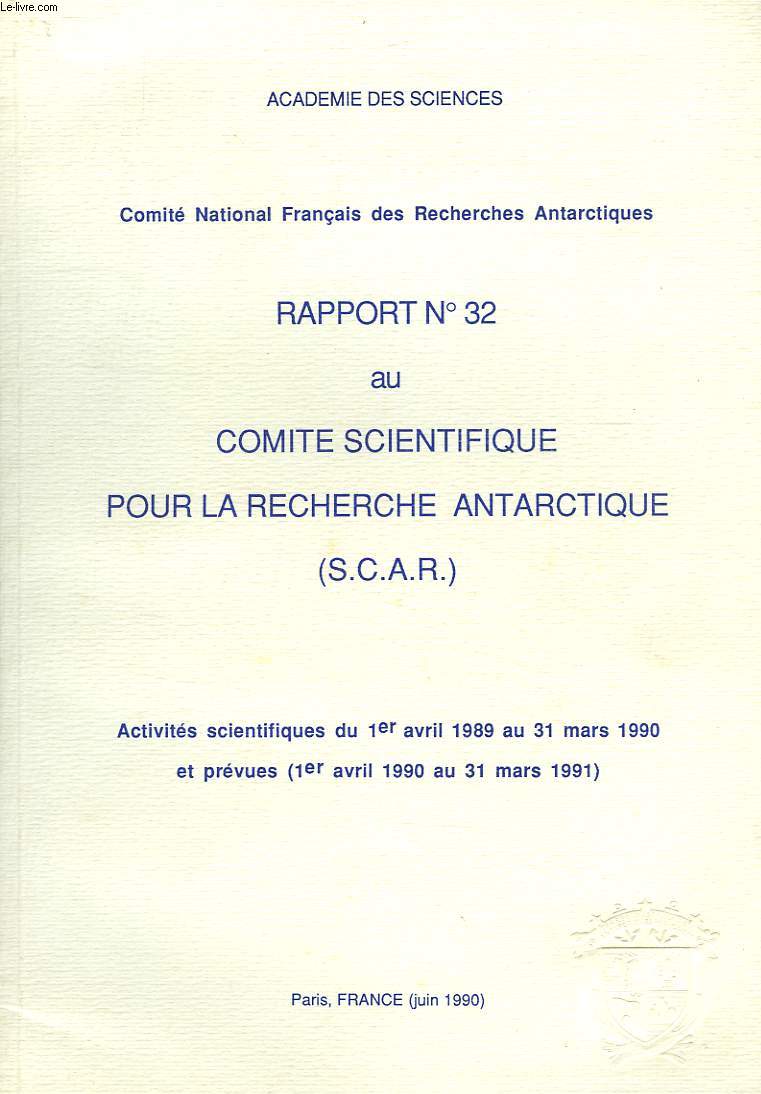 Le-livre.com
ACADEMIE DES SCIENCES
Comité National Français des Recherches Antarctiques
RAPPORT N° 32
au
COMITE SCIENTIFIQUE
POUR LA RECHERCHE ANTARCTIQUE
(S.C.A.R.)
Activités scientifiques du 1er avril 1989 au 31 mars 1990
et prévues (1er avril 1990 au 31 mars 1991)
Paris, FRANCE (juin 1990)